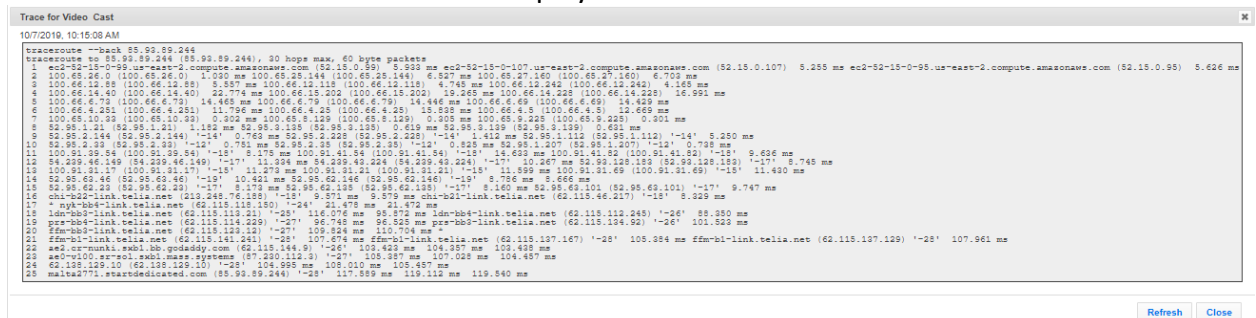 Trace for Video Cast
10/7/2019, 10:15:08 AM
traceroute --back 85.93.89.244
traceroute to 85.93.89.244 (85.93.89.244), 30 hops max, 60 byte packets
1 ec2-52-15-0-99.us-east-2.compute.amazonaws.com (52.15.0.99) 5.933 ms ec2-52-15-0-107.us-east-2.compute.amazonaws.com (52.15.0.107) 5.255 ms ec2-52-15-0-95.us-east-2.compute.amazonaws.com (52.15.0.95) 5.626 ms
2 100.65.26.0 (100.65.26.0) 1.030 ms 100.65.25.144 (100.65.25.144) 6.527 ms 100.65.27.160 (100.65.27.160) 6.703 ms
3 100.66.12.88 (100.66.12.88) 5.557 ms 100.66.12.118 (100.66.12.118) 4.745 ms 100.66.12.242 (100.66.12.242) 4.165 ms
4 100.66.14.40 (100.66.14.40) 22.774 ms 100.66.15.202 (100.66.15.202) 19.265 ms 100.66.14.228 (100.66.14.228) 16.991 ms
5 100.66.6.73 (100.66.6.73) 14.465 ms 100.66.6.79 (100.66.6.79) 14.446 ms 100.66.6.69 (100.66.6.69) 14.429 ms
6 100.66.4.251 (100.66.4.251) 11.796 ms 100.66.4.25 (100.66.4.25) 15.838 ms 100.66.4.5 (100.66.4.5) 12.669 ms
7 100.65.10.33 (100.65.10.33) 0.302 ms 100.65.8.129 (100.65.8.129) 0.305 ms 100.65.9.225 (100.65.9.225) 0.301 ms
8 52.95.1.21 (52.95.1.21) 1.182 ms 52.95.3.135 (52.95.3.135) 0.619 ms 52.95.3.139 (52.95.3.139) 0.631 ms
9 52.95.2.144 (52.95.2.144) '-14' 0.763 ms 52.95.2.228 (52.95.2.228) '-14' 1.412 ms 52.95.1.112 (52.95.1.112) '-14' 5.250 ms
10 52.95.2.33 (52.95.2.33) '-12' 0.751 ms 52.95.2.35 (52.95.2.35) '-12' 0.825 ms 52.95.1.207 (52.95.1.207) '-12' 0.738 ms
11 100.91.39.54 (100.91.39.54) '-18' 8.175 ms 100.91.41.54 (100.91.41.54) '-18' 14.633 ms 100.91.41.82 (100.91.41.82) '-18' 9.636 ms
12 54.239.46.149 (54.239.46.149) '-17' 11.334 ms 54.239.43.224 (54.239.43.224) '-17' 10.267 ms 52.93.128.183 (52.93.128.183) '-17' 8.745 ms
13 100.91.31.17 (100.91.31.17) '-15' 11.273 ms 100.91.31.21 (100.91.31.21) '-15' 11.599 ms 100.91.31.69 (100.91.31.69) '-15' 11.430 ms
14 52.95.63.46 (52.95.63.46) '-19' 10.421 ms 52.95.62.146 (52.95.62.146) '-19' 8.786 ms 8.666 ms
15 52.95.62.23 (52.95.62.23) '-17' 8.173 ms 52.95.62.135 (52.95.62.135) '-17' 8.160 ms 52.95.63.101 (52.95.63.101) '-17' 9.747 ms
16 chi-b22-link.telia.net (213.248.76.188) '-18' 9.571 ms 9.579 ms chi-b21-link.telia.net (62.115.46.217) '-18' 8.329 ms
17 * nyk-bb4-link.telia.net (62.115.118.150) '-24' 21.478 ms 21.472 ms
18 ldn-bb3-link.telia.net (62.115.113.21) '-25' 116.076 ms 95.872 ms ldn-bb4-link.telia.net (62.115.112.245) '-26' 88.350 ms
19 prs-bb4-link.telia.net (62.115.114.229) '-27' 96.748 ms 96.525 ms prs-bb3-link.telia.net (62.115.134.92) '-26' 101.523 ms
20 ffm-bb3-link.telia.net (62.115.123.12) '-27' 109.824 ms 110.704 ms *
21 ffm-b1-link.telia.net (62.115.141.241) '-28' 107.674 ms ffm-b1-link.telia.net (62.115.137.167) '-28' 105.384 ms ffm-b1-link.telia.net (62.115.137.129) '-28' 107.961 ms
22 ae2.cr-nunki.sxb1.bb.godaddy.com (62.115.144.9) '-26' 103.423 ms 104.357 ms 103.438 ms
23 ae0-v100.sr-sol.sxb1.mass.systems (87.230.112.3) '-27' 105.387 ms 107.028 ms 104.457 ms
24 62.138.129.10 (62.138.129.10) '-28' 104.995 ms 108.010 ms 105.457 ms
25 malta2771.startdedicated.com (85.93.89.244) '-28' 117.589 ms 119.112 ms 119.540 ms
Refresh Close